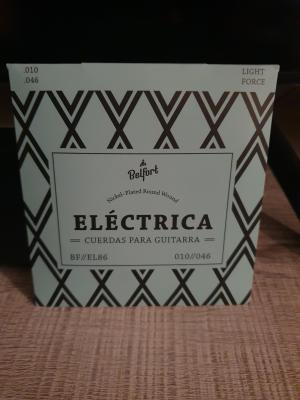 .010 LIGHT
.046 FORCE
Belfort
Nickel-Plated Round Wound
ELÉCTRICA
CUERDAS PARA GUITARRA
BF//EL86 010//046